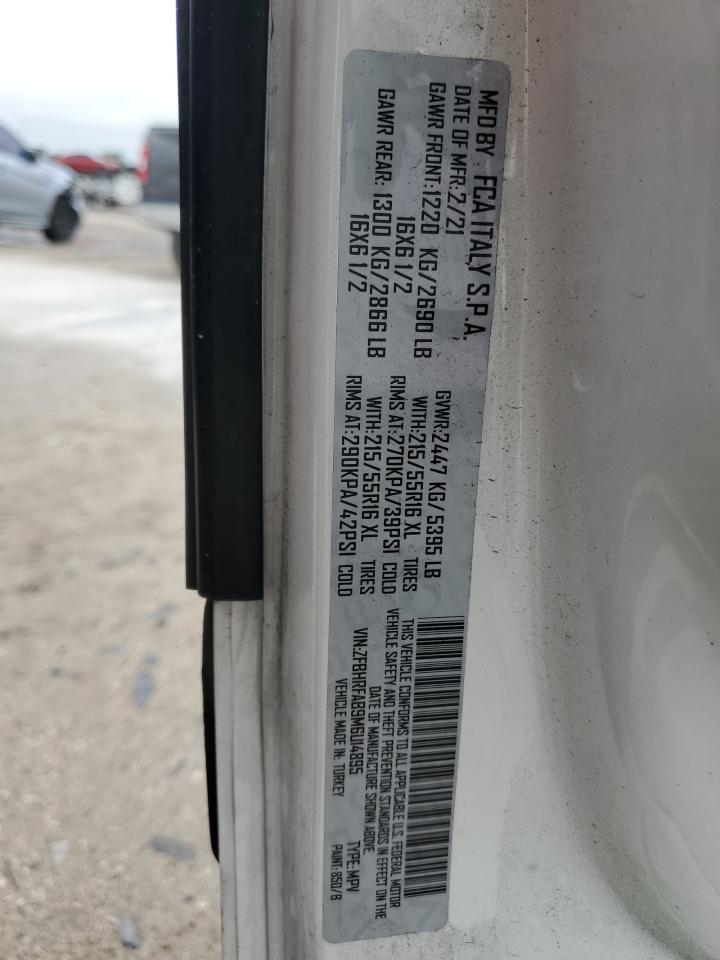 MFD BY: FCA ITALY S.P.A.
DATE OF MFR:2/21 GVWR:2447 KG/5395 LB
GAWR FRONT:1220 KG/2690 LB WITH:215/55R16 XL TIRES
16X6 1/2 RIMS AT:270KPA/39PSI COLD
GAWR REAR: 1300 KG/2866 LB WITH:215/55R16 XL TIRES
16X6 1/2 RIMS AT:290KPA/42PSI COLD
THIS VEHICLE CONFORMS TO ALL APPLICABLE U.S. FEDERAL MOTOR
VEHICLE SAFETY AND THEFT PREVENTION STANDARDS IN EFFECT ON THE
DATE OF MANUFACTURE SHOWN ABOVE.
VIN:ZFBHRFAB9M6U14895 TYPE:MPV
VEHICLE MADE IN: TURKEY PAINT:850/B